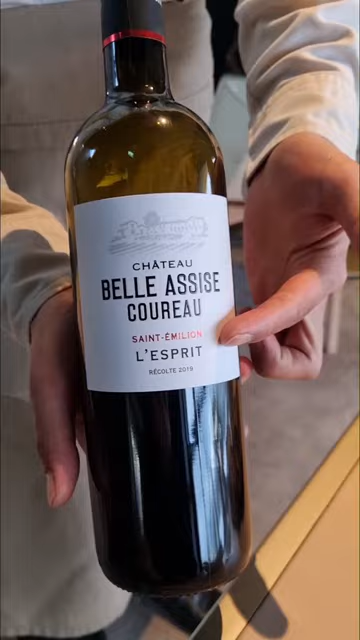 CHÂTEAU
BELLE ASSISE
COUREAU
SAINT-ÉMILION
L'ESPRIT
RÉCOLTE 2019